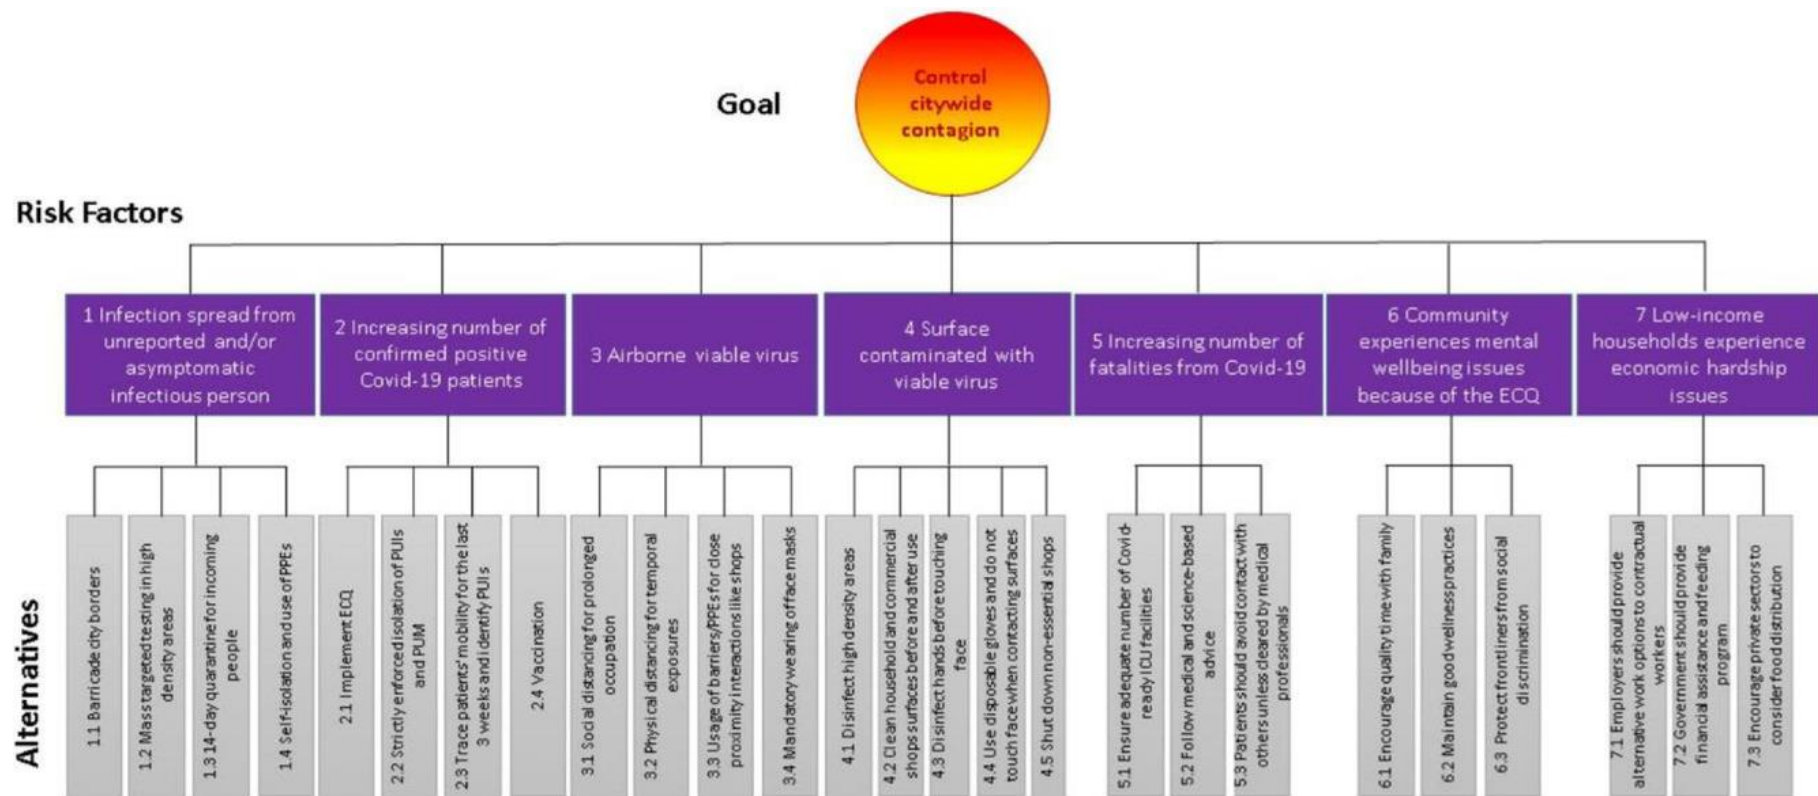 Goal
Control
citywide
contagion
Risk Factors
1 Infection spread from
unreported and/or
asymptomatic
infectious person
2 Increasing number of
confirmed positive
Covid-19 patients
3 Airborne viable virus
4 Surface
contaminated with
viable virus
5 Increasing number of
fatalities from Covid-19
6 Community
experiences mental
wellbeing issues
because of the ECQ
7 Low-income
households experience
economic hardship
issues
Alternatives
1.1 Barricade city borders
1.2 Mass targeted testing in high
density areas
1.3 14-day quarantine for incoming
people
1.4 Self-isolation and use of PPEs
2.1 Implement ECQ
2.2 Strictly enforced isolation of PUIs
and PUM
2.3 Trace patients' mobility for the last
3 weeks and identify PUIs
2.4 Vaccination
3.1 Social distancing for prolonged
occupation
3.2 Physical distancing for temporal
exposures
3.3 Usage of barriers/PPEs for close
proximity interactions like shops
3.4 Mandatory wearing of face masks
4.1 Disinfect high density areas
4.2 Clean household and commercial
shops surfaces before and after use
4.3 Disinfect hands before touching
face
4.4 Use disposable gloves and do not
touch face when contacting surfaces
4.5 Shut down non-essential shops
5.1 Ensure adequate number of Covid-
ready ICU facilities
5.2 Follow medical and science-based
advice
5.3 Patients should avoid contact with
others unless cleared by medical
professionals
6.1 Encourage quality time with family
6.2 Maintain good wellness practices
6.3 Protect frontliners from social
discrimination
7.1 Employers should provide
alternative work options to contractual
workers
7.2 Government should provide
financial assistance and feeding
program
7.3 Encourage private sectors to
consider food distribution